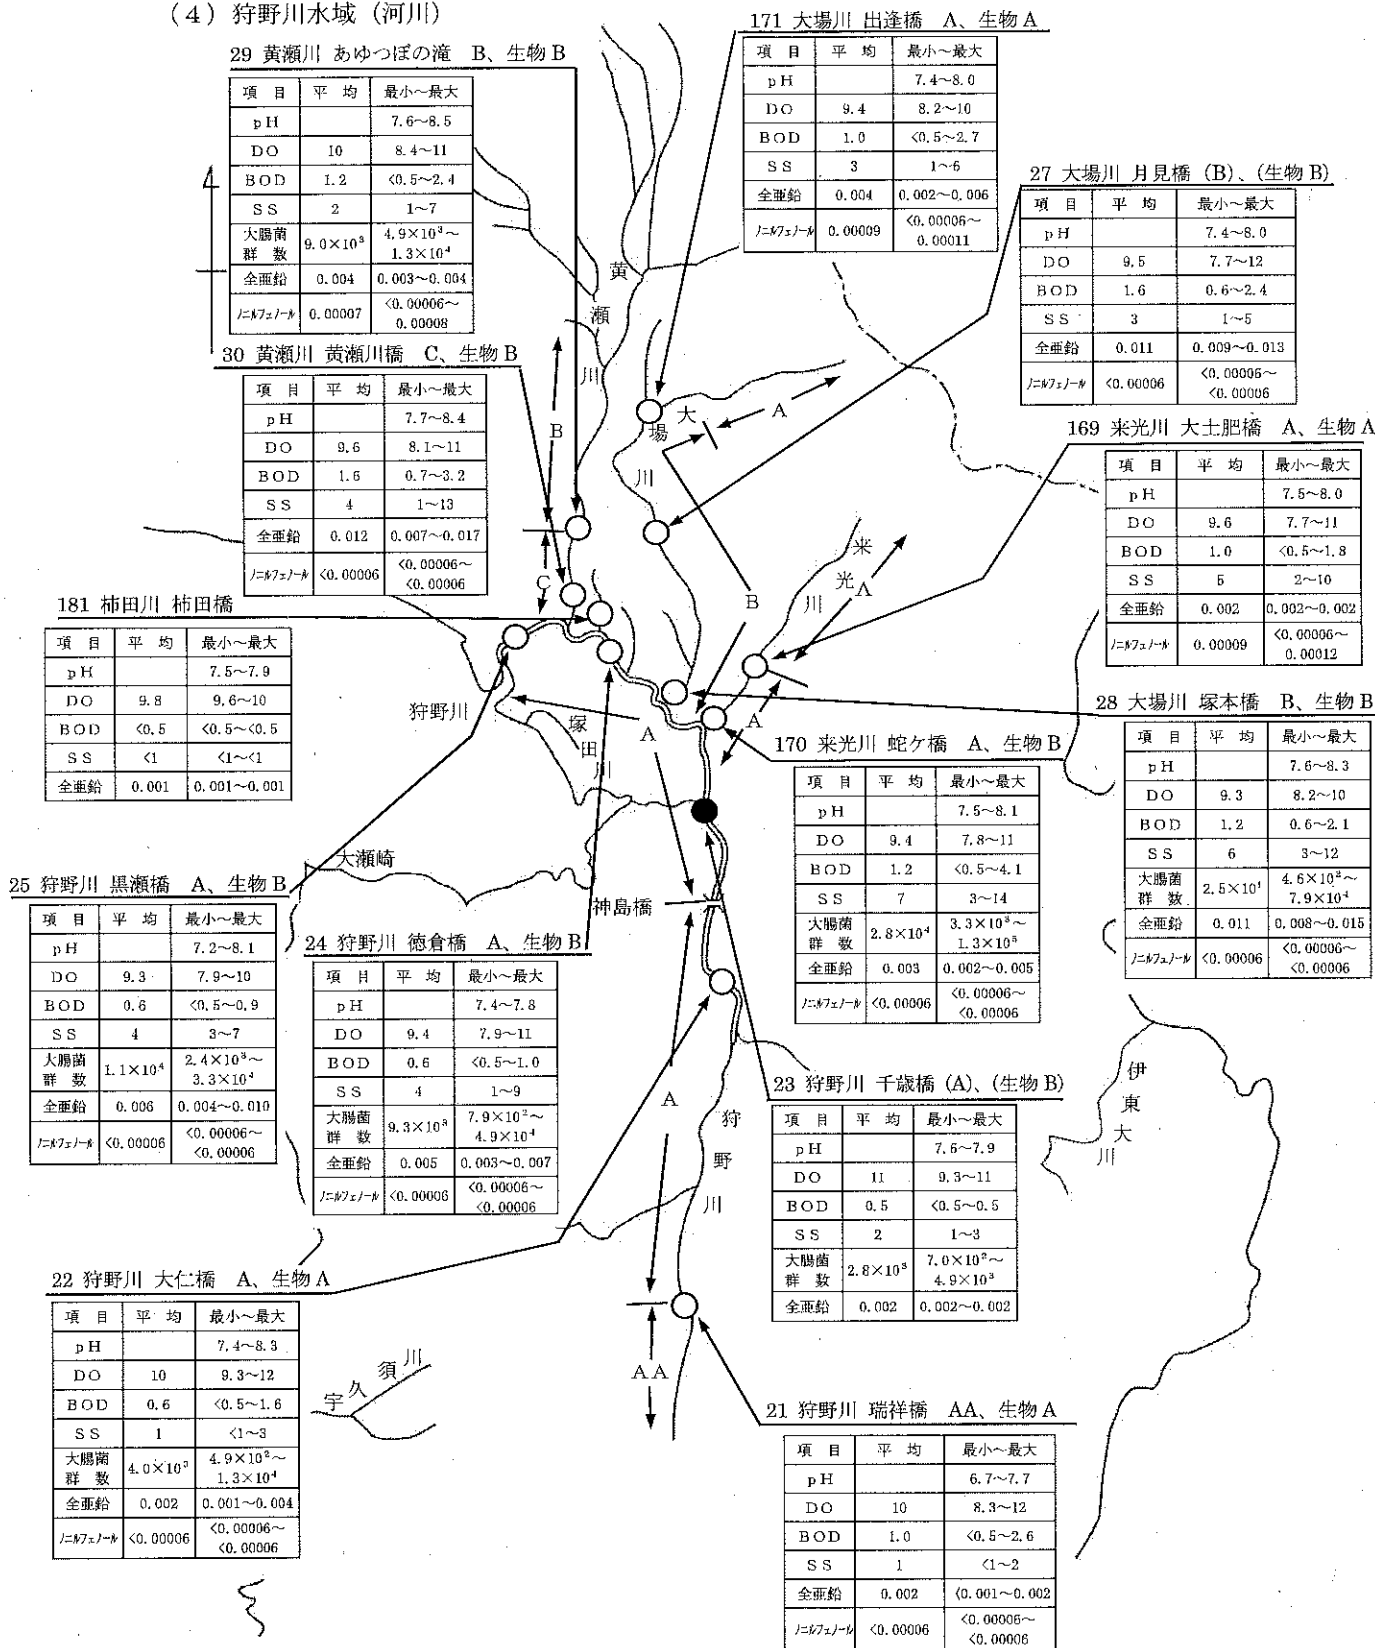 (4) 狩野川水域 (河川)
29 黄瀬川 あゆつぼの滝 B、生物 B
項 目 平 均 最小～最大
pH 7.6～8.5
DO 10 8.4～11
BOD 1.2 <0.5～2.4
SS 2 1～7
大腸菌群数 9.0×10³ 4.9×10³～1.3×10⁴
全亜鉛 0.004 0.003～0.004
ノニルフェノール 0.00007 <0.00006～0.00008
171 大場川 出逢橋 A、生物 A
項 目 平 均 最小～最大
pH 7.4～8.0
DO 9.4 8.2～10
BOD 1.0 <0.5～2.7
SS 3 1～6
全亜鉛 0.004 0.002～0.006
ノニルフェノール 0.00009 <0.00006～0.00011
27 大場川 月見橋 (B)、(生物 B)
項 目 平 均 最小～最大
pH 7.4～8.0
DO 9.5 7.7～12
BOD 1.6 0.6～2.4
SS 3 1～5
全亜鉛 0.011 0.009～0.013
ノニルフェノール <0.00006 <0.00006～<0.00006
30 黄瀬川 黄瀬川橋 C、生物 B
項 目 平 均 最小～最大
pH 7.7～8.4
DO 9.6 8.1～11
BOD 1.6 0.7～3.2
SS 4 1～13
全亜鉛 0.012 0.007～0.017
ノニルフェノール <0.00006 <0.00006～<0.00006
169 来光川 大土肥橋 A、生物 A
項 目 平 均 最小～最大
pH 7.5～8.0
DO 9.6 7.7～11
BOD 1.0 <0.5～1.8
SS 5 2～10
全亜鉛 0.002 0.002～0.002
ノニルフェノール 0.00009 <0.00006～0.00012
黄瀬川
大場川
来光川
B
A
C
B
A
181 柿田川 柿田橋
項 目 平 均 最小～最大
pH 7.5～7.9
DO 9.8 9.6～10
BOD <0.5 <0.5～<0.5
SS <1 <1～<1
全亜鉛 0.001 0.001～0.001
狩野川
塚田川
A
A
28 大場川 塚本橋 B、生物 B
項 目 平 均 最小～最大
pH 7.6～8.3
DO 9.3 8.2～10
BOD 1.2 0.6～2.1
SS 6 3～12
大腸菌群数 2.5×10⁴ 4.6×10²～7.9×10⁴
全亜鉛 0.011 0.008～0.015
ノニルフェノール <0.00006 <0.00006～<0.00006
170 来光川 蛇ケ橋 A、生物 B
項 目 平 均 最小～最大
pH 7.5～8.1
DO 9.4 7.8～11
BOD 1.2 <0.5～4.1
SS 7 3～14
大腸菌群数 2.8×10⁴ 3.3×10³～1.3×10⁵
全亜鉛 0.003 0.002～0.005
ノニルフェノール <0.00006 <0.00006～<0.00006
大瀬崎
神島橋
25 狩野川 黒瀬橋 A、生物 B
項 目 平 均 最小～最大
pH 7.2～8.1
DO 9.3 7.9～10
BOD 0.6 <0.5～0.9
SS 4 3～7
大腸菌群数 1.1×10⁴ 2.4×10³～3.3×10⁴
全亜鉛 0.006 0.004～0.010
ノニルフェノール <0.00006 <0.00006～<0.00006
24 狩野川 徳倉橋 A、生物 B
項 目 平 均 最小～最大
pH 7.4～7.8
DO 9.4 7.9～11
BOD 0.6 <0.5～1.0
SS 4 1～9
大腸菌群数 9.3×10³ 7.9×10²～4.9×10⁴
全亜鉛 0.005 0.003～0.007
ノニルフェノール <0.00006 <0.00006～<0.00006
A
狩野川
伊東大川
23 狩野川 千歳橋 (A)、(生物 B)
項 目 平 均 最小～最大
pH 7.6～7.9
DO 11 9.3～11
BOD 0.5 <0.5～0.5
SS 2 1～3
大腸菌群数 2.8×10³ 7.0×10²～4.9×10³
全亜鉛 0.002 0.002～0.002
22 狩野川 大仁橋 A、生物 A
項 目 平 均 最小～最大
pH 7.4～8.3
DO 10 9.3～12
BOD 0.6 <0.5～1.6
SS 1 <1～3
大腸菌群数 4.0×10³ 4.9×10²～1.3×10⁴
全亜鉛 0.002 0.001～0.004
ノニルフェノール <0.00006 <0.00006～<0.00006
宇久須川
AA
21 狩野川 瑞祥橋 AA、生物 A
項 目 平 均 最小～最大
pH 6.7～7.7
DO 10 8.3～12
BOD 1.0 <0.5～2.6
SS 1 <1～2
全亜鉛 0.002 <0.001～0.002
ノニルフェノール <0.00006 <0.00006～<0.00006